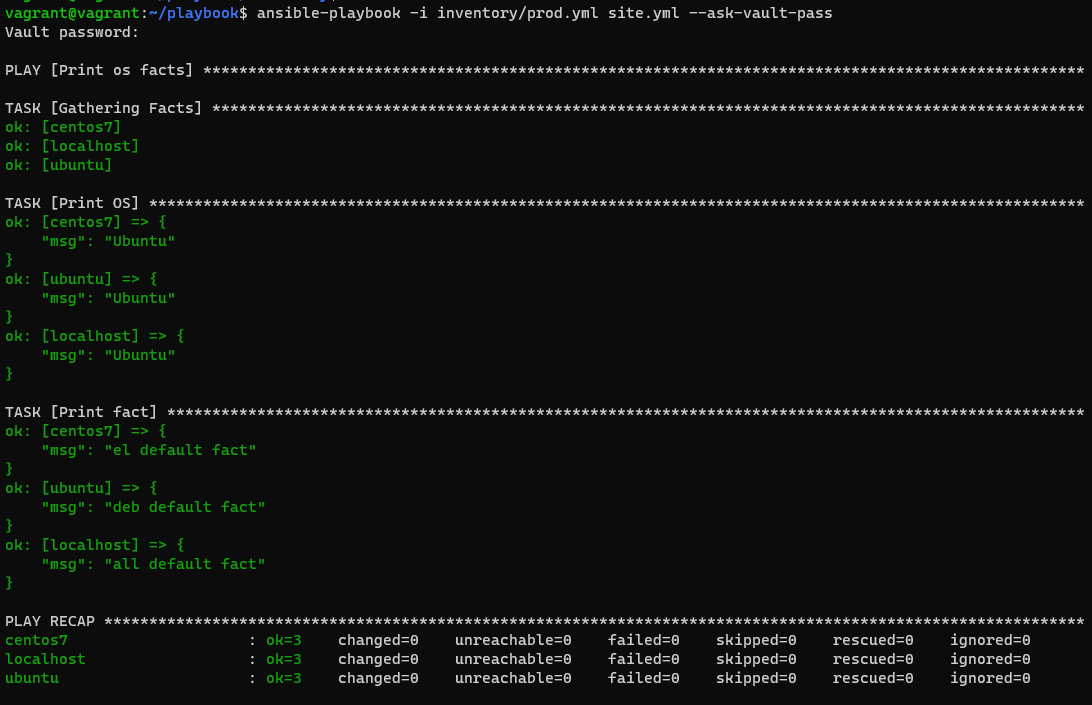 vagrant@vagrant:~/playbook$ ansible-playbook -i inventory/prod.yml site.yml --ask-vault-pass
Vault password:
PLAY [Print os facts] **************************************************************************************************
TASK [Gathering Facts] *************************************************************************************************
ok: [centos7]
ok: [localhost]
ok: [ubuntu]
TASK [Print OS] ********************************************************************************************************
ok: [centos7] => {
    "msg": "Ubuntu"
}
ok: [ubuntu] => {
    "msg": "Ubuntu"
}
ok: [localhost] => {
    "msg": "Ubuntu"
}
TASK [Print fact] ******************************************************************************************************
ok: [centos7] => {
    "msg": "el default fact"
}
ok: [ubuntu] => {
    "msg": "deb default fact"
}
ok: [localhost] => {
    "msg": "all default fact"
}
PLAY RECAP *************************************************************************************************************
centos7                    : ok=3    changed=0    unreachable=0    failed=0    skipped=0    rescued=0    ignored=0
localhost                  : ok=3    changed=0    unreachable=0    failed=0    skipped=0    rescued=0    ignored=0
ubuntu                     : ok=3    changed=0    unreachable=0    failed=0    skipped=0    rescued=0    ignored=0